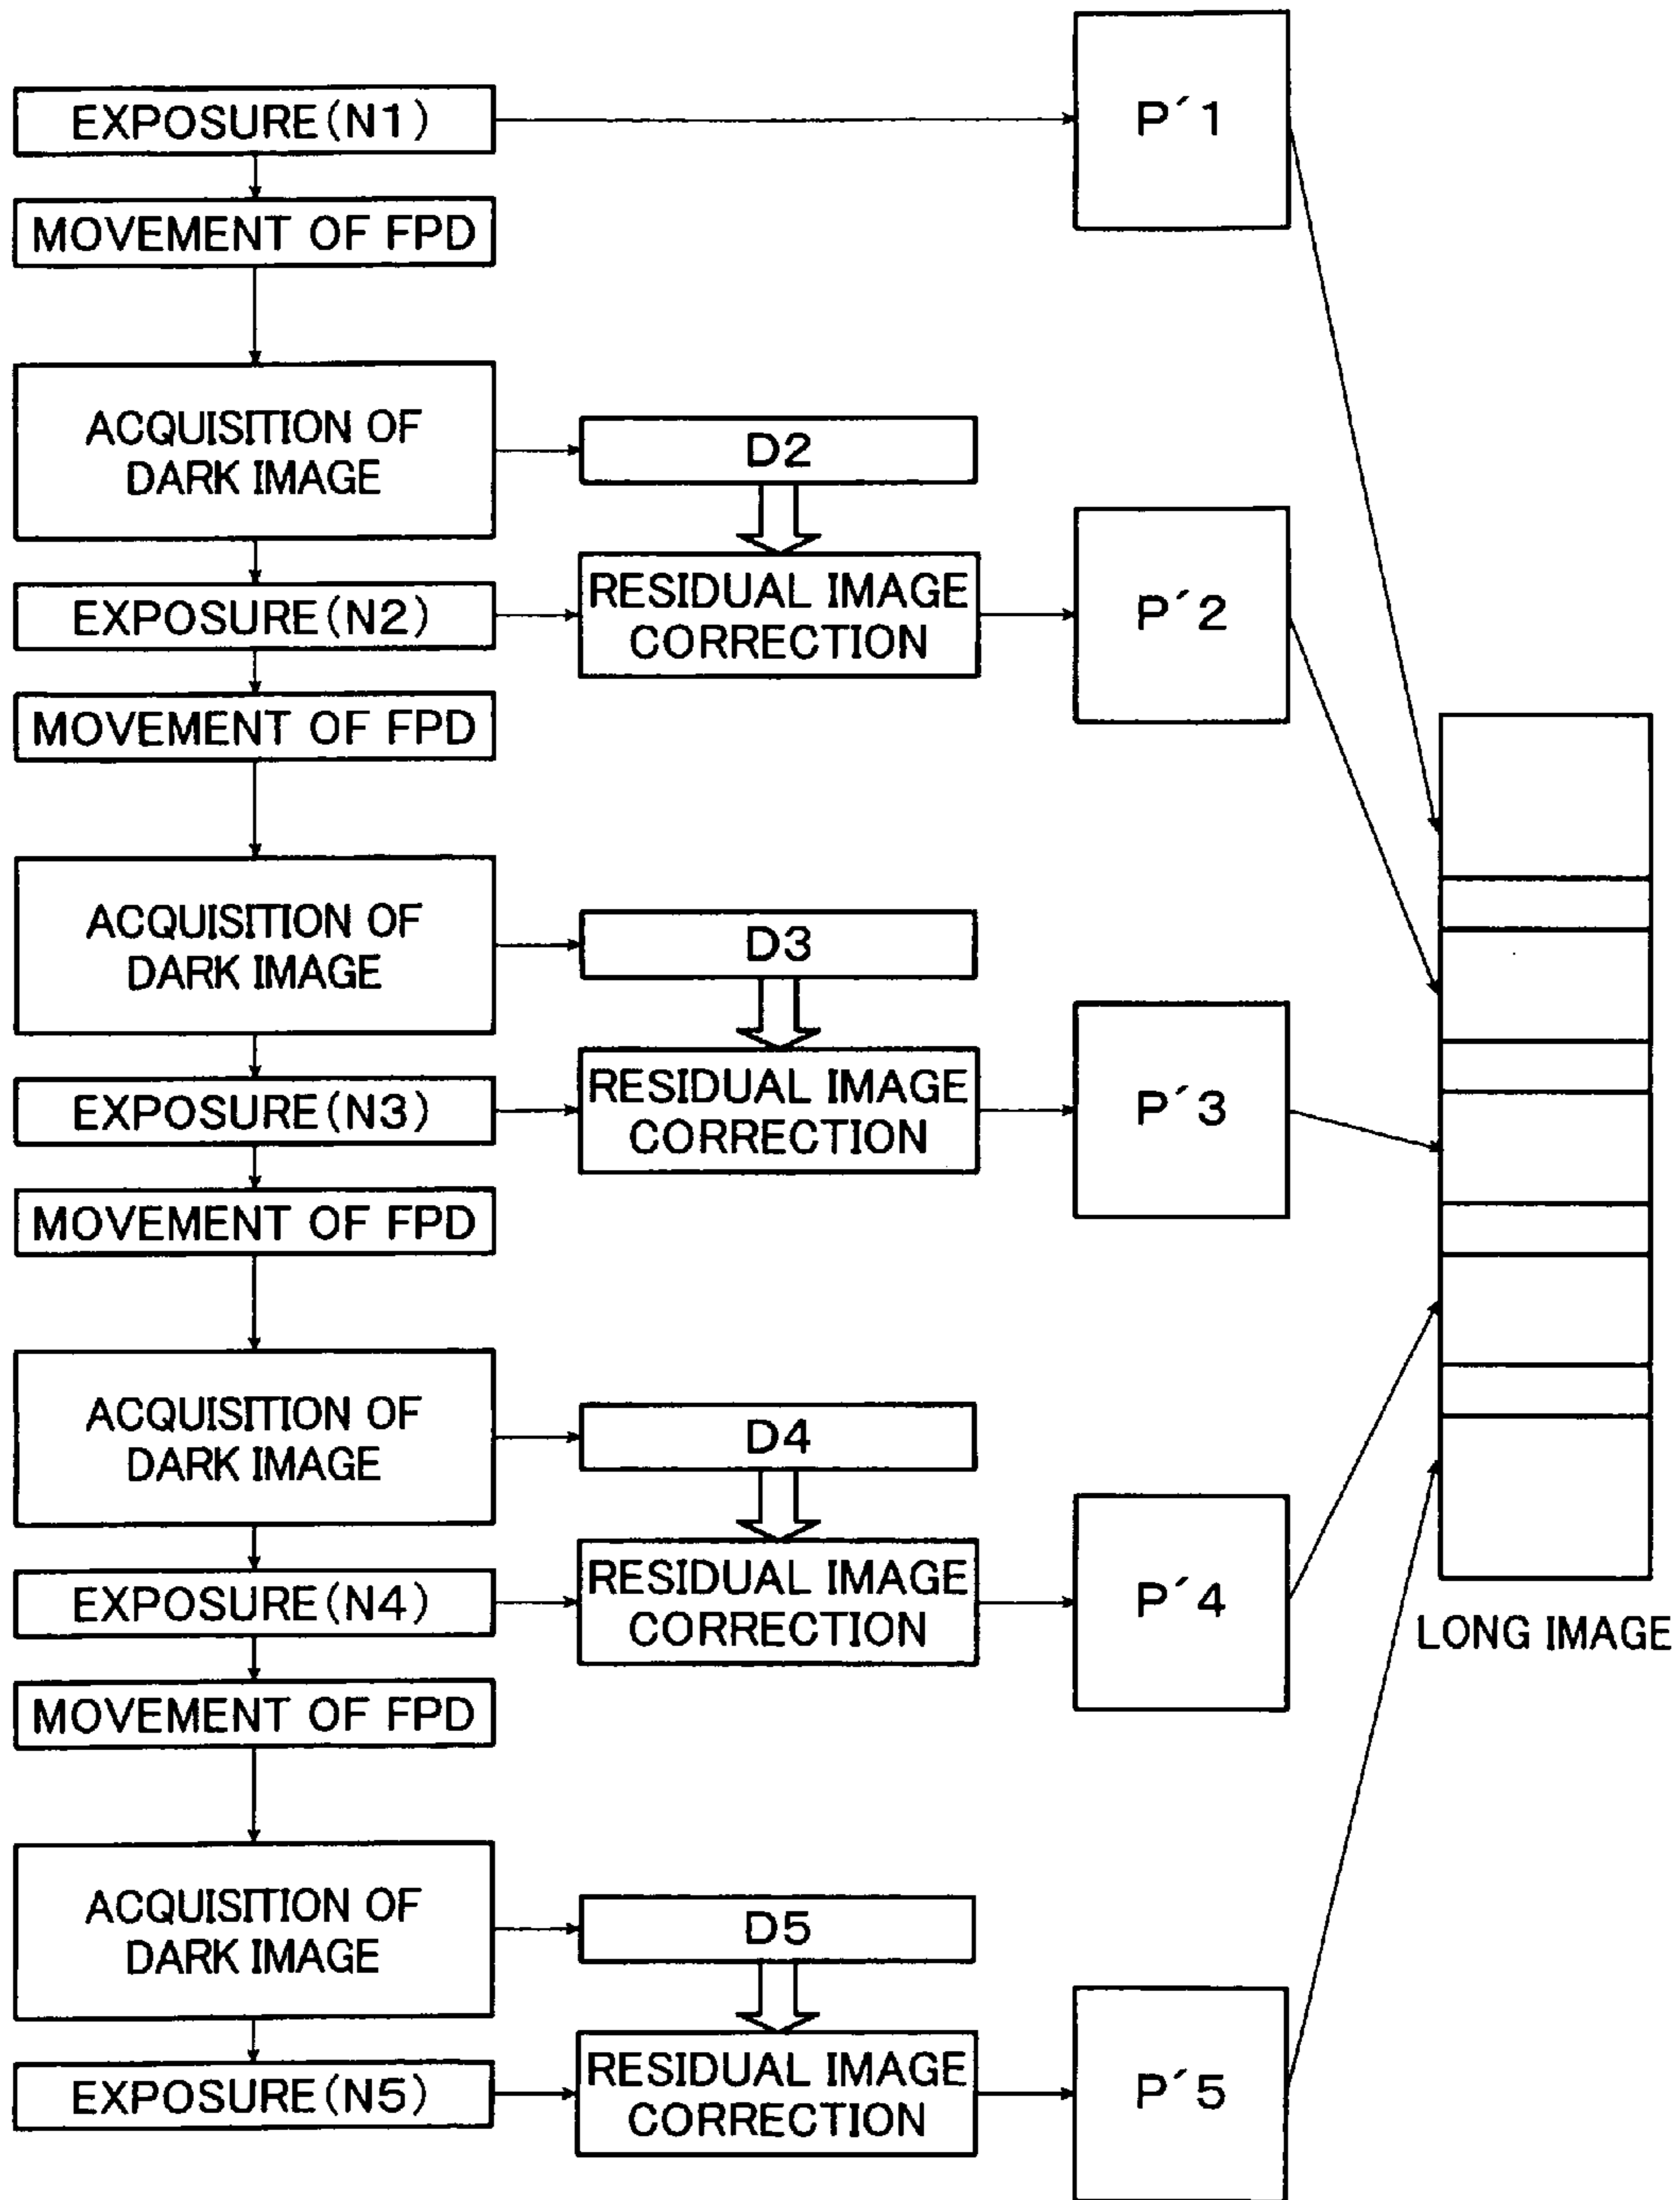 EXPOSURE(N1)
P´1
MOVEMENT OF FPD
ACQUISITION OF
DARK IMAGE
D2
EXPOSURE(N2)
RESIDUAL IMAGE
CORRECTION
P´2
MOVEMENT OF FPD
ACQUISITION OF
DARK IMAGE
D3
EXPOSURE(N3)
RESIDUAL IMAGE
CORRECTION
P´3
MOVEMENT OF FPD
ACQUISITION OF
DARK IMAGE
D4
EXPOSURE(N4)
RESIDUAL IMAGE
CORRECTION
P´4
LONG IMAGE
MOVEMENT OF FPD
ACQUISITION OF
DARK IMAGE
D5
EXPOSURE(N5)
RESIDUAL IMAGE
CORRECTION
P´5